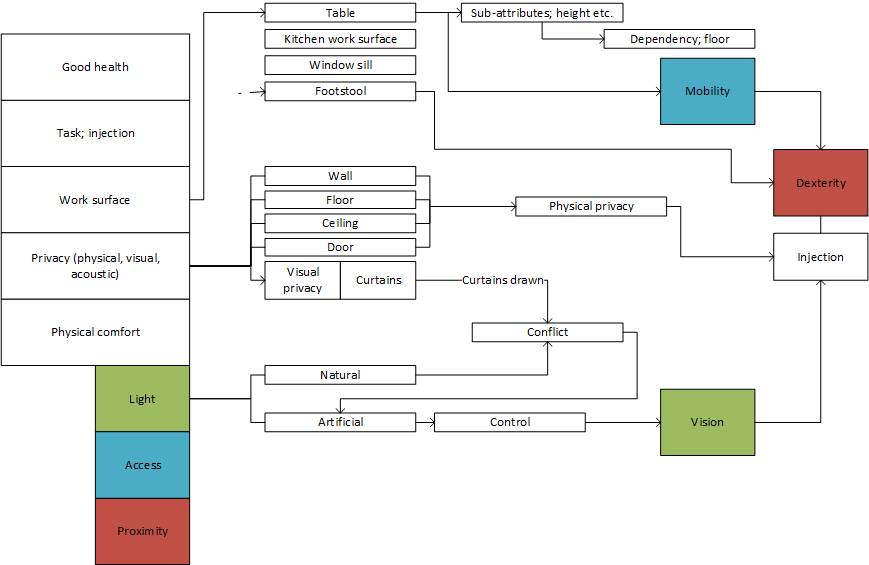 Table
Sub-attributes; height etc.
Kitchen work surface
Dependency; floor
Good health
Window sill
Footstool
Mobility
Task; injection
Wall
Dexterity
Work surface
Floor
Physical privacy
Ceiling
Door
Privacy (physical, visual,
acoustic)
Injection
Visual
privacy
Curtains
Curtains drawn
Physical comfort
Conflict
Natural
Light
Artificial
Control
Vision
Access
Proximity